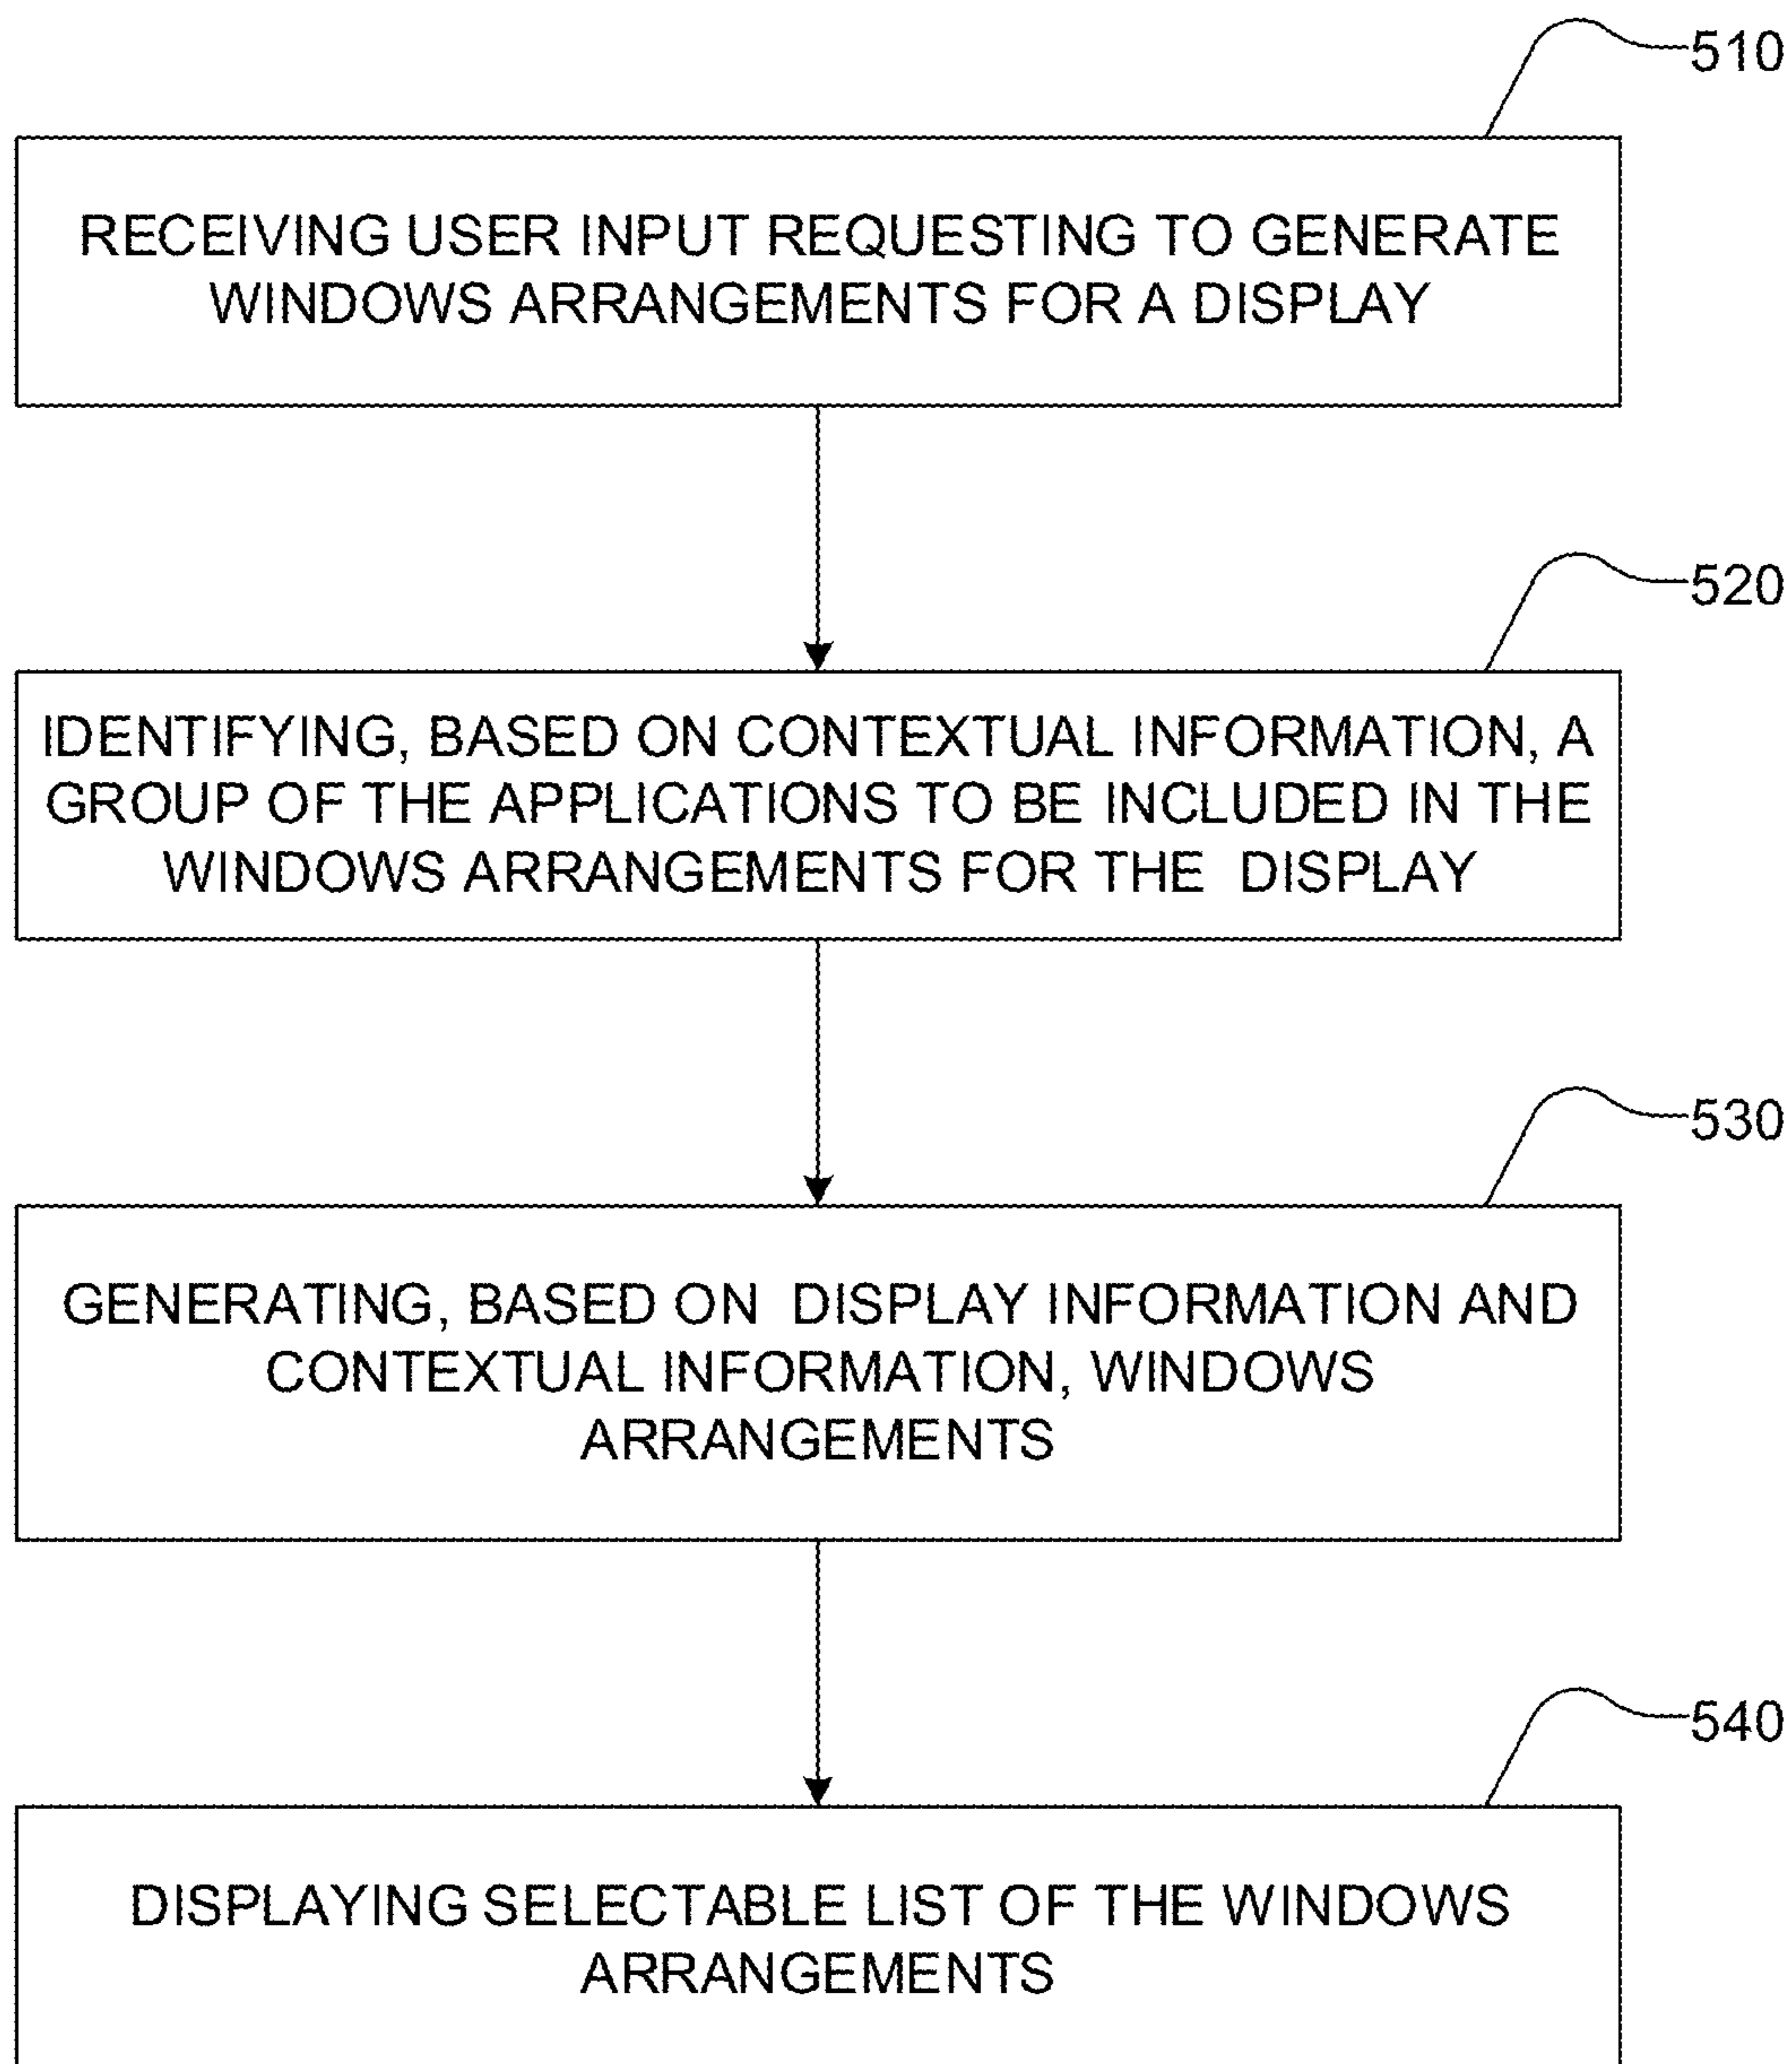 510
RECEIVING USER INPUT REQUESTING TO GENERATE
WINDOWS ARRANGEMENTS FOR A DISPLAY
520
IDENTIFYING, BASED ON CONTEXTUAL INFORMATION, A
GROUP OF THE APPLICATIONS TO BE INCLUDED IN THE
WINDOWS ARRANGEMENTS FOR THE DISPLAY
530
GENERATING, BASED ON DISPLAY INFORMATION AND
CONTEXTUAL INFORMATION, WINDOWS
ARRANGEMENTS
540
DISPLAYING SELECTABLE LIST OF THE WINDOWS
ARRANGEMENTS